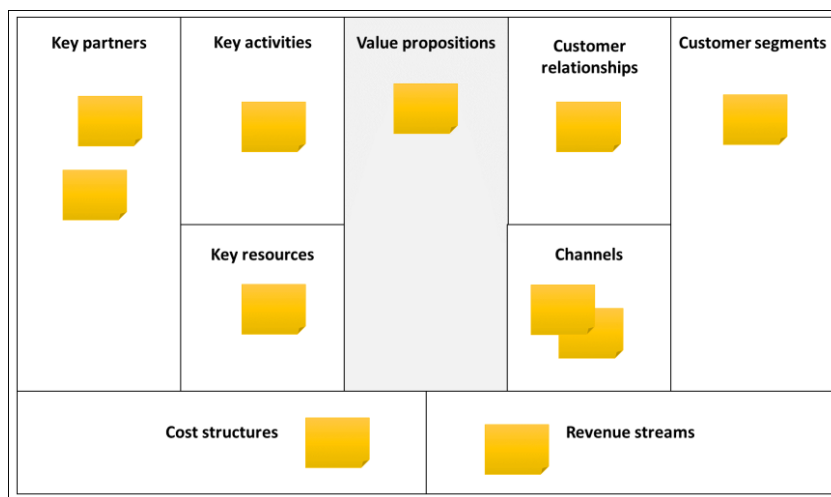 Key partners
Key activities
Value propositions
Customer
relationships
Customer segments
Key resources
Channels
Cost structures
Revenue streams